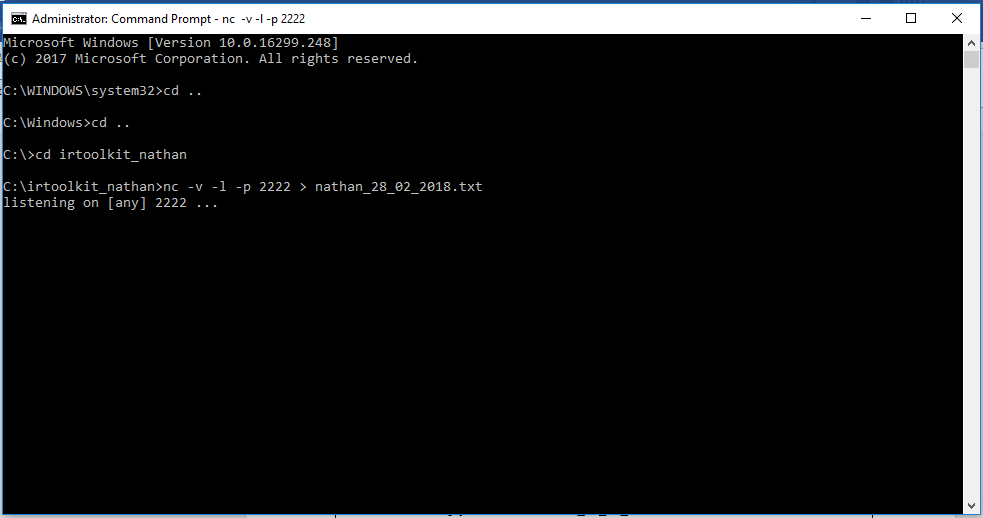 Administrator: Command Prompt - nc -v -l -p 2222
Microsoft Windows [Version 10.0.16299.248]
(c) 2017 Microsoft Corporation. All rights reserved.
C:\WINDOWS\system32>cd ..
C:\Windows>cd ..
C:\>cd irtoolkit_nathan
C:\irtoolkit_nathan>nc -v -l -p 2222 > nathan_28_02_2018.txt
listening on [any] 2222 ...